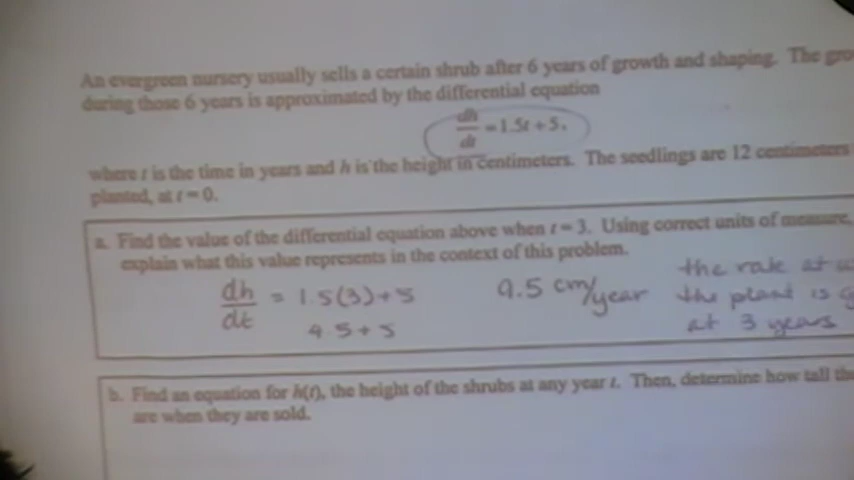 An evergreen nursery usually sells a certain shrub after 6 years of growth and shaping. The gro
during those 6 years is approximated by the differential equation
dh/dt = 1.5t + 5,
where t is the time in years and h is the height in centimeters. The seedlings are 12 centimeters
planted, at t = 0.
a. Find the value of the differential equation above when t = 3. Using correct units of measure,
explain what this value represents in the context of this problem.
dh/dt = 1.5(3)+5
4.5+5
9.5 cm/year
the rate at w
the plant is g
at 3 years
b. Find an equation for h(t), the height of the shrubs at any year t. Then, determine how tall the
are when they are sold.